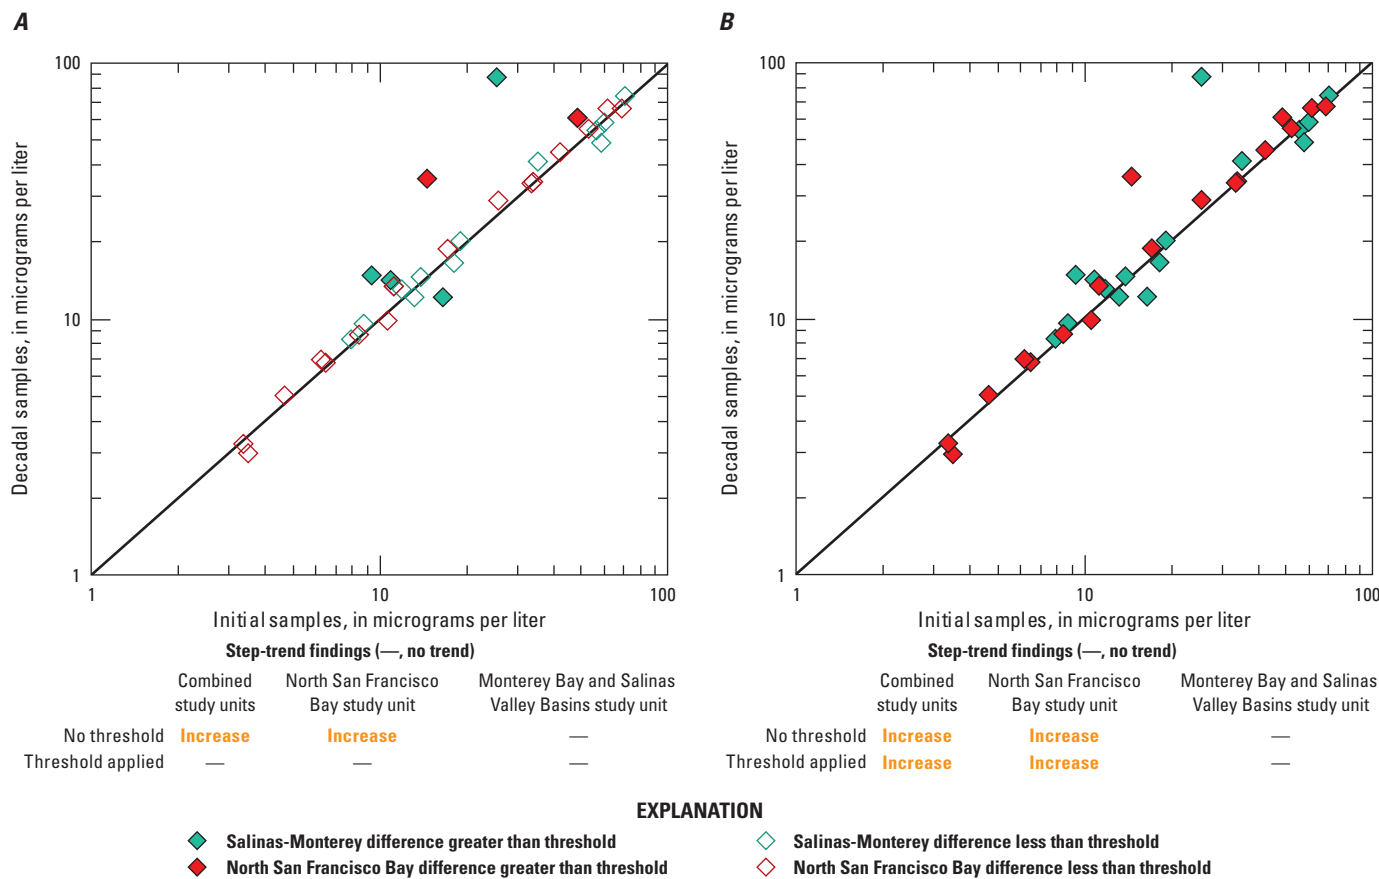 A
B
100
10
1
Decadal samples, in micrograms per liter
1
10
100
Initial samples, in micrograms per liter
100
10
1
Decadal samples, in micrograms per liter
1
10
100
Initial samples, in micrograms per liter
Step-trend findings (—, no trend)
Combined study units
North San Francisco Bay study unit
Monterey Bay and Salinas Valley Basins study unit
No threshold Increase Increase —
Threshold applied — — —
Step-trend findings (—, no trend)
Combined study units
North San Francisco Bay study unit
Monterey Bay and Salinas Valley Basins study unit
No threshold Increase Increase —
Threshold applied Increase Increase —
EXPLANATION
Salinas-Monterey difference greater than threshold
North San Francisco Bay difference greater than threshold
Salinas-Monterey difference less than threshold
North San Francisco Bay difference less than threshold